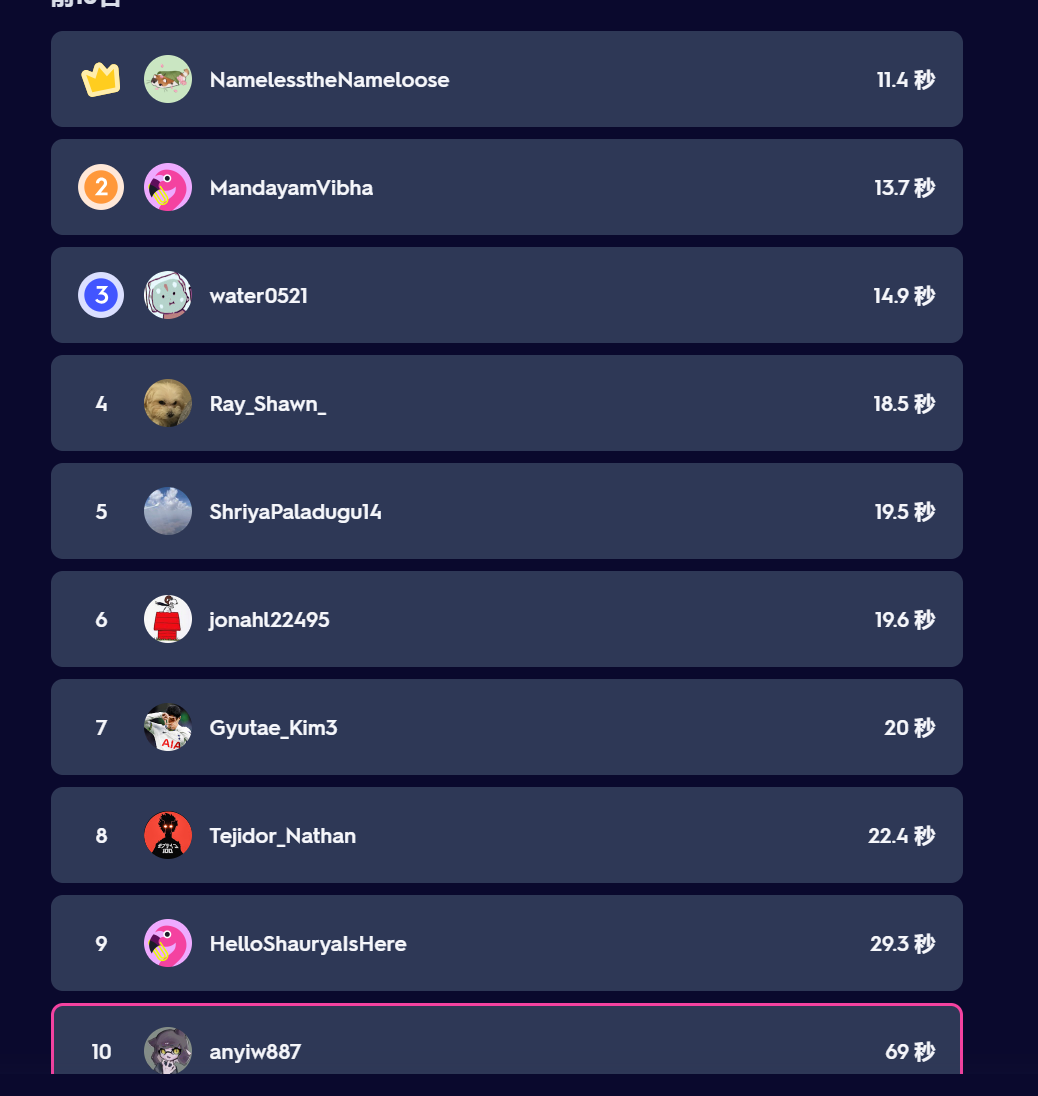 NamelesstheNameloose 11.4 秒
2 MandayamVibha 13.7 秒
3 water0521 14.9 秒
4 Ray_Shawn_ 18.5 秒
5 ShriyaPaladugu14 19.5 秒
6 jonahl22495 19.6 秒
7 Gyutae_Kim3 20 秒
AIA
8 Tejidor_Nathan 22.4 秒
100
9 HelloShauryaIsHere 29.3 秒
10 anyiw887 69 秒